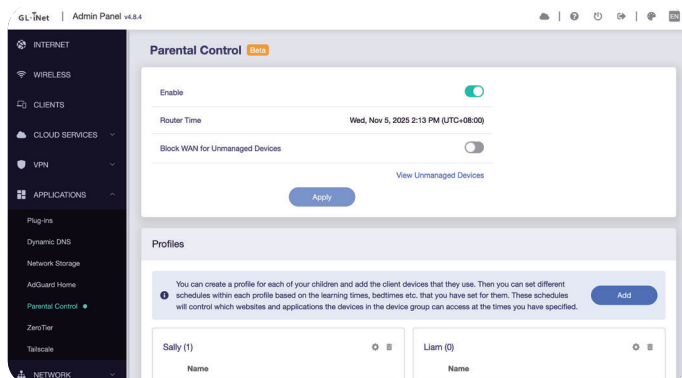 GL·iNet Admin Panel v4.8.4
EN
INTERNET
WIRELESS
CLIENTS
CLOUD SERVICES
VPN
APPLICATIONS
Plug-ins
Dynamic DNS
Network Storage
AdGuard Home
Parental Control
ZeroTier
Tailscale
NETWORK
Parental Control Beta
Enable
Router Time Wed, Nov 5, 2025 2:13 PM (UTC+08:00)
Block WAN for Unmanaged Devices
View Unmanaged Devices
Apply
Profiles
You can create a profile for each of your children and add the client devices that they use. Then you can set different
schedules within each profile based on the learning times, bedtimes etc. that you have set for them. These schedules
will control which websites and applications the devices in the device group can access at the times you have specified.
Add
Sally (1)
Name
Liam (0)
Name